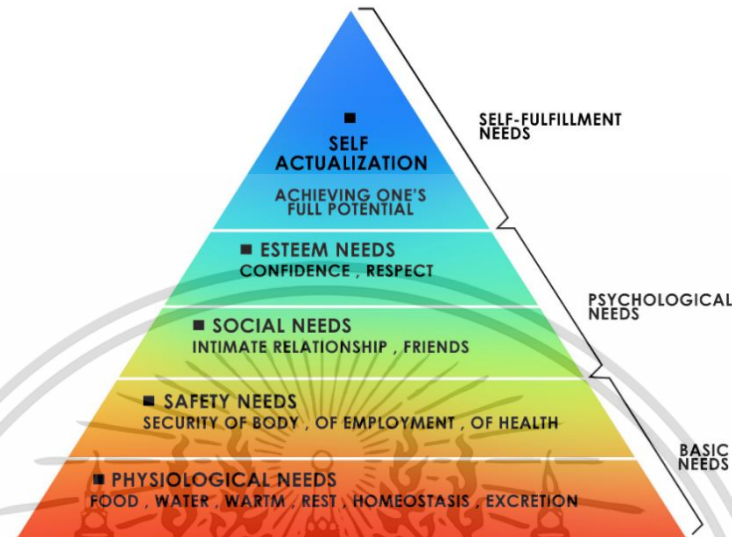 ■ SELF
ACTUALIZATION
ACHIEVING ONE'S
FULL POTENTIAL
SELF-FULFILLMENT
NEEDS
■ ESTEEM NEEDS
CONFIDENCE , RESPECT
■ SOCIAL NEEDS
INTIMATE RELATIONSHIP , FRIENDS
PSYCHOLOGICAL
NEEDS
■ SAFETY NEEDS
SECURITY OF BODY , OF EMPLOYMENT , OF HEALTH
■ PHYSIOLOGICAL NEEDS
FOOD , WATER , WARTM , REST , HOMEOSTASIS , EXCRETION
BASIC
NEEDS